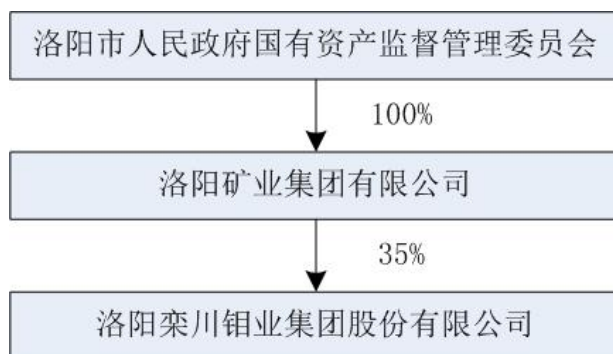 洛阳市人民政府国有资产监督管理委员会
100%
洛阳矿业集团有限公司
35%
洛阳栾川钼业集团股份有限公司